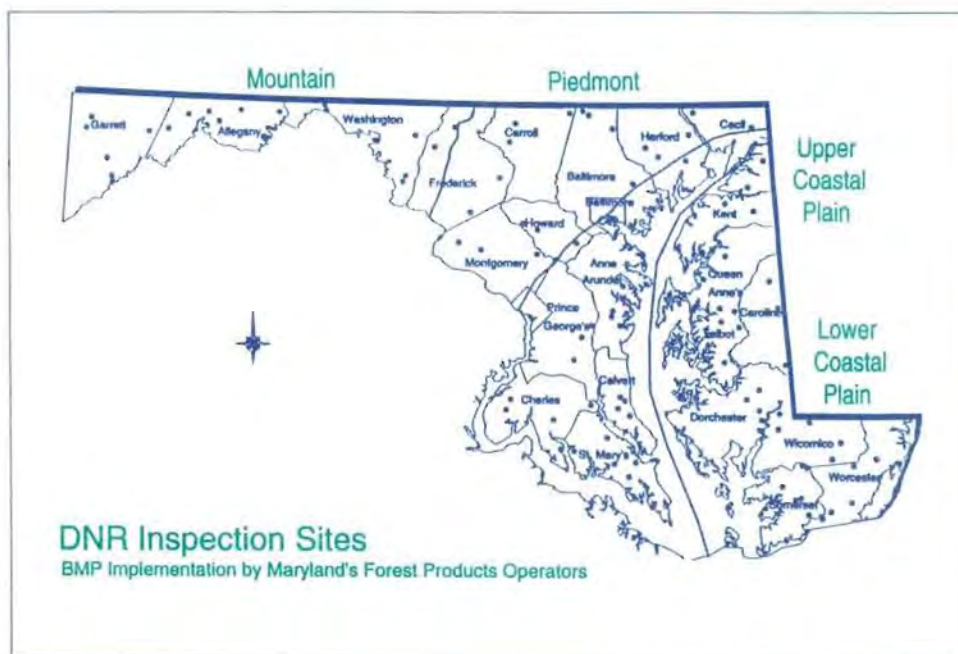 Mountain
Piedmont
Garrett
Allegany
Washington
Frederick
Carroll
Baltimore
Harford
Cecil
Upper
Coastal
Plain
Baltimore
Howard
Montgomery
Kent
Anne
Arundel
Queen
Anne's
Prince
George's
Caroline
Talbot
Lower
Coastal
Plain
Calvert
Charles
Dorchester
St. Mary's
Wicomico
Worcester
Somerset
DNR Inspection Sites
BMP Implementation by Maryland's Forest Products Operators